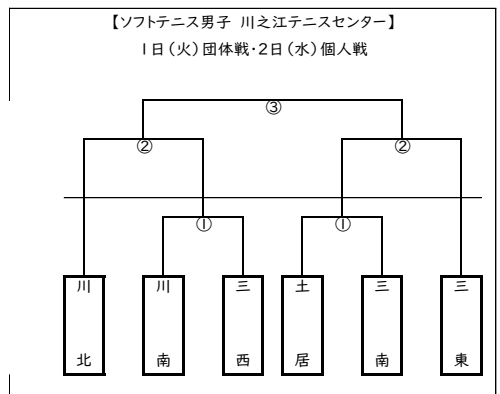 【ソフトテニス男子 川之江テニスセンター】
1日(火)団体戦・2日(水)個人戦
③
② ②
① ①
川北 川南 三西 土居 三南 三東